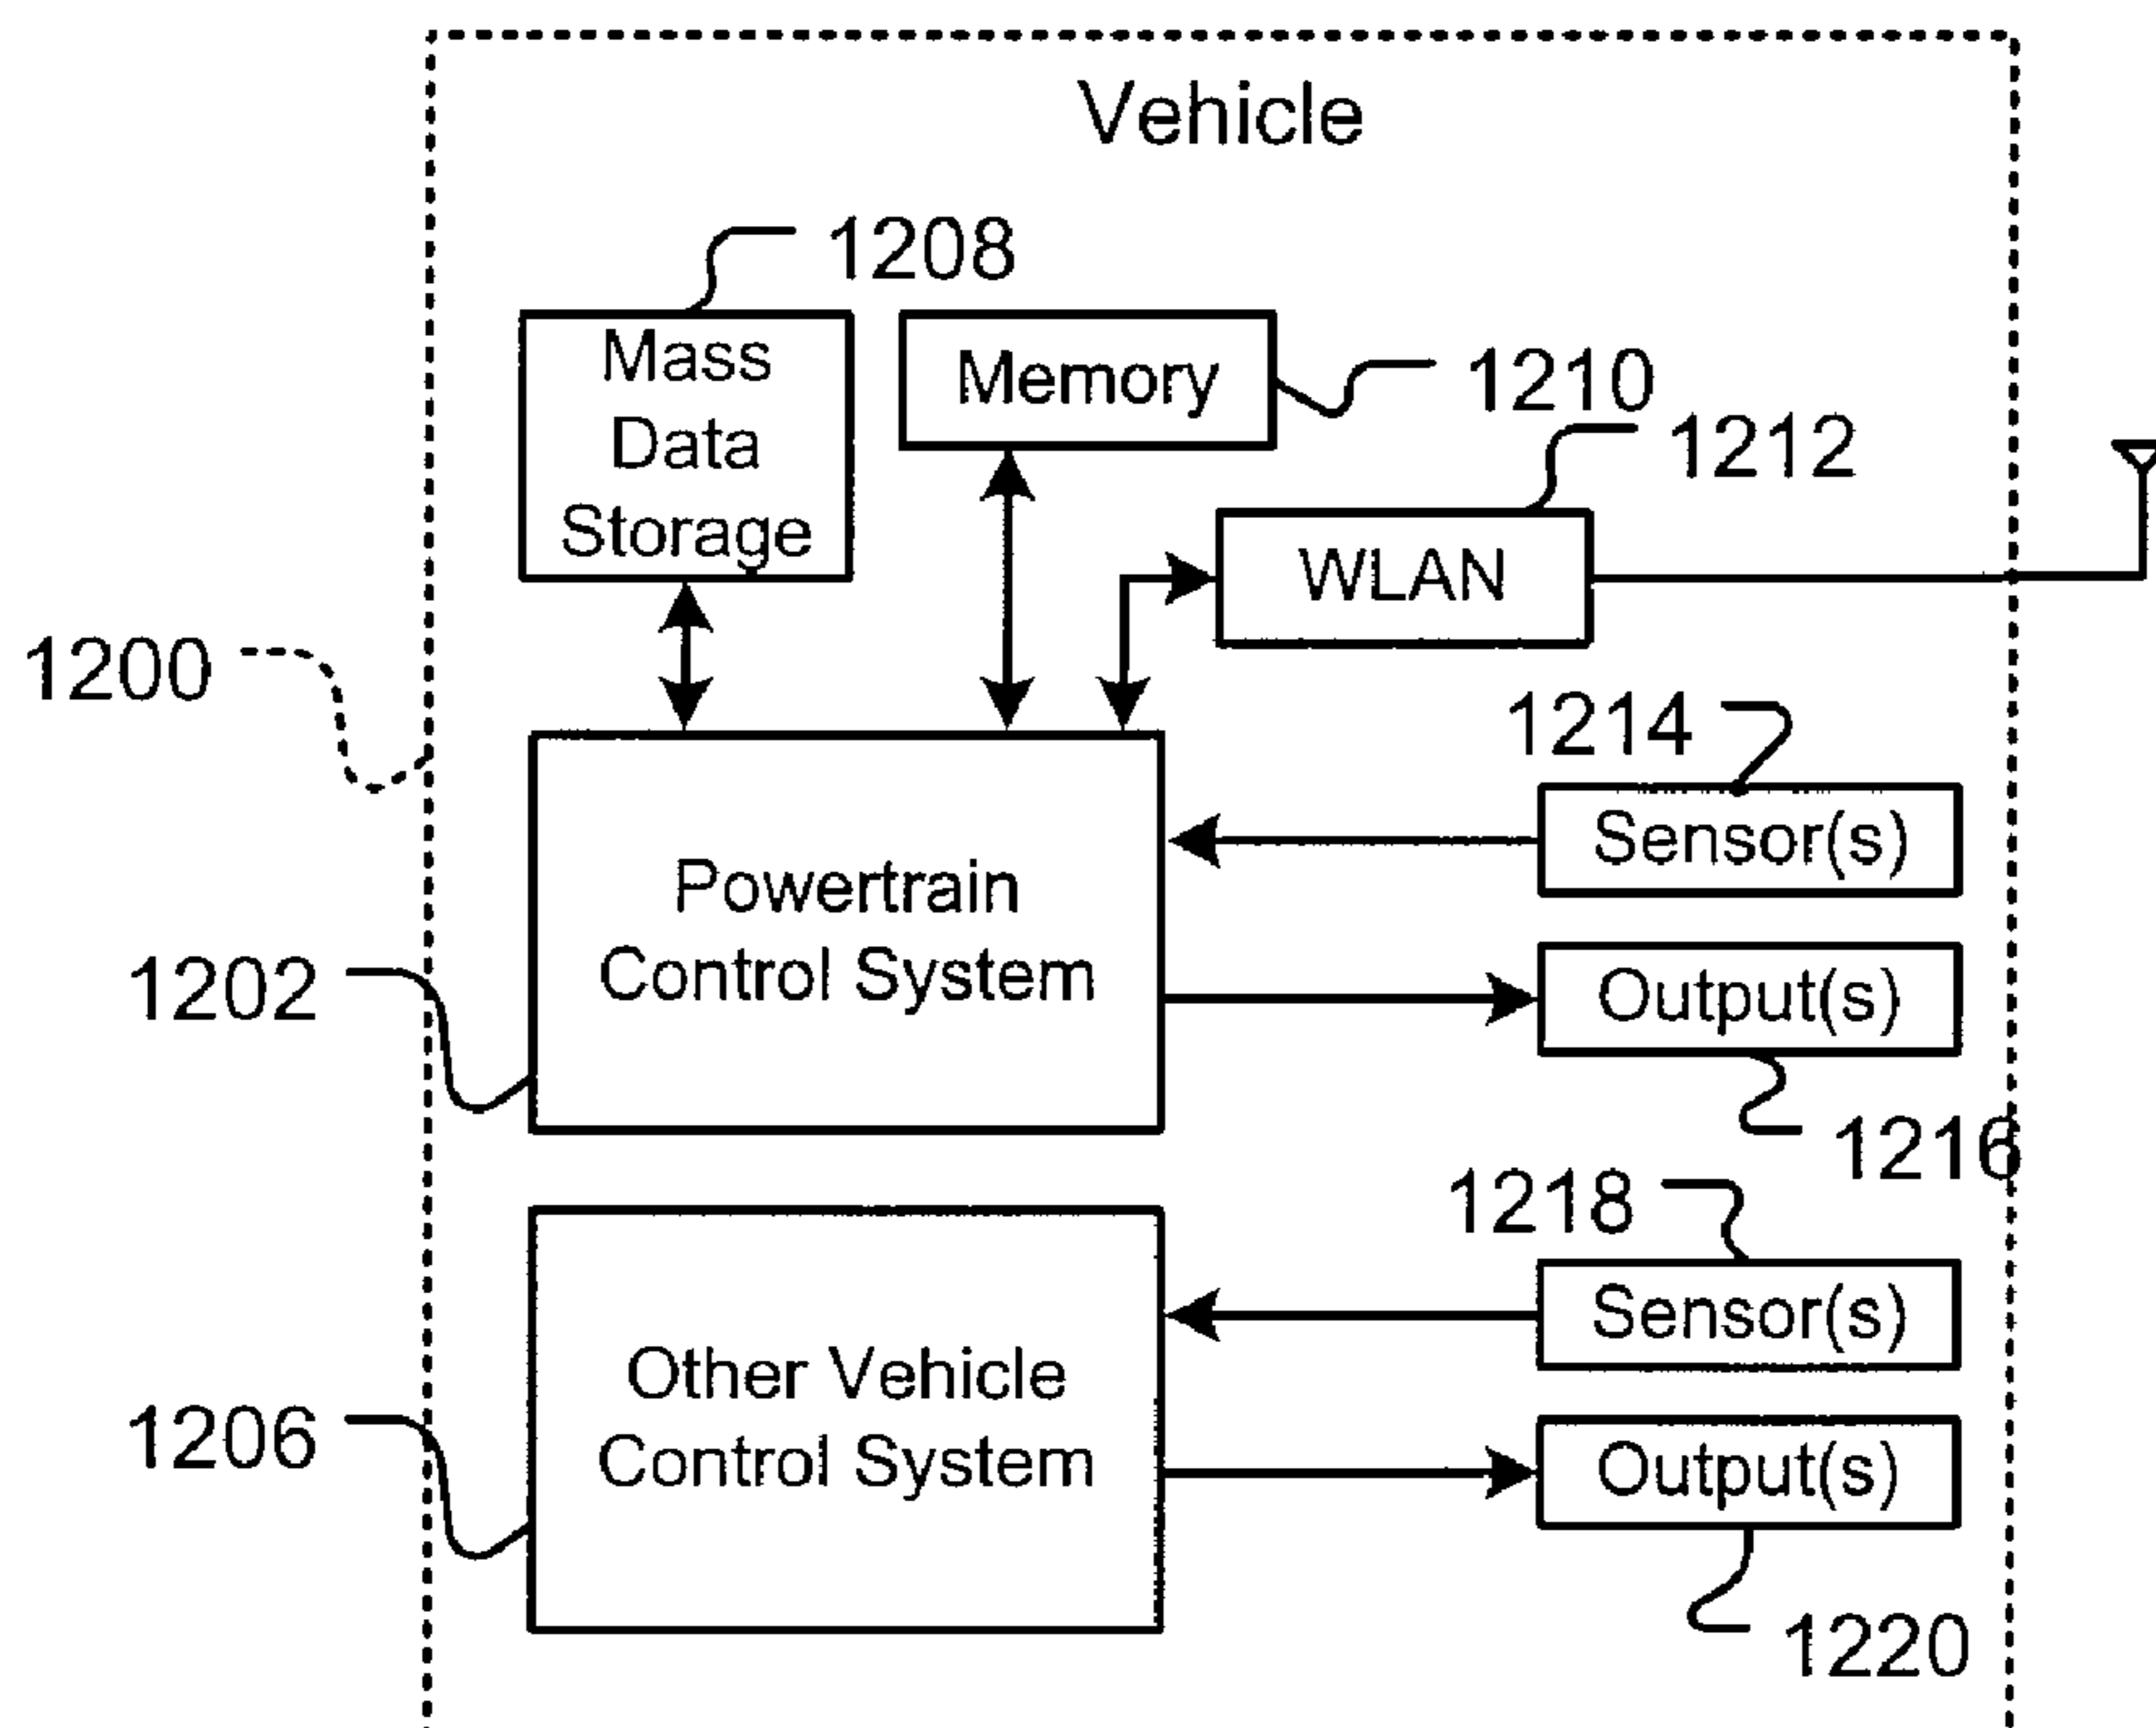 Vehicle
1208
Mass
Data
Storage
Memory
1210
1212
WLAN
1200
1214
Sensor(s)
Powertrain
Control System
1202
Output(s)
1216
1218
Sensor(s)
Other Vehicle
Control System
1206
Output(s)
1220